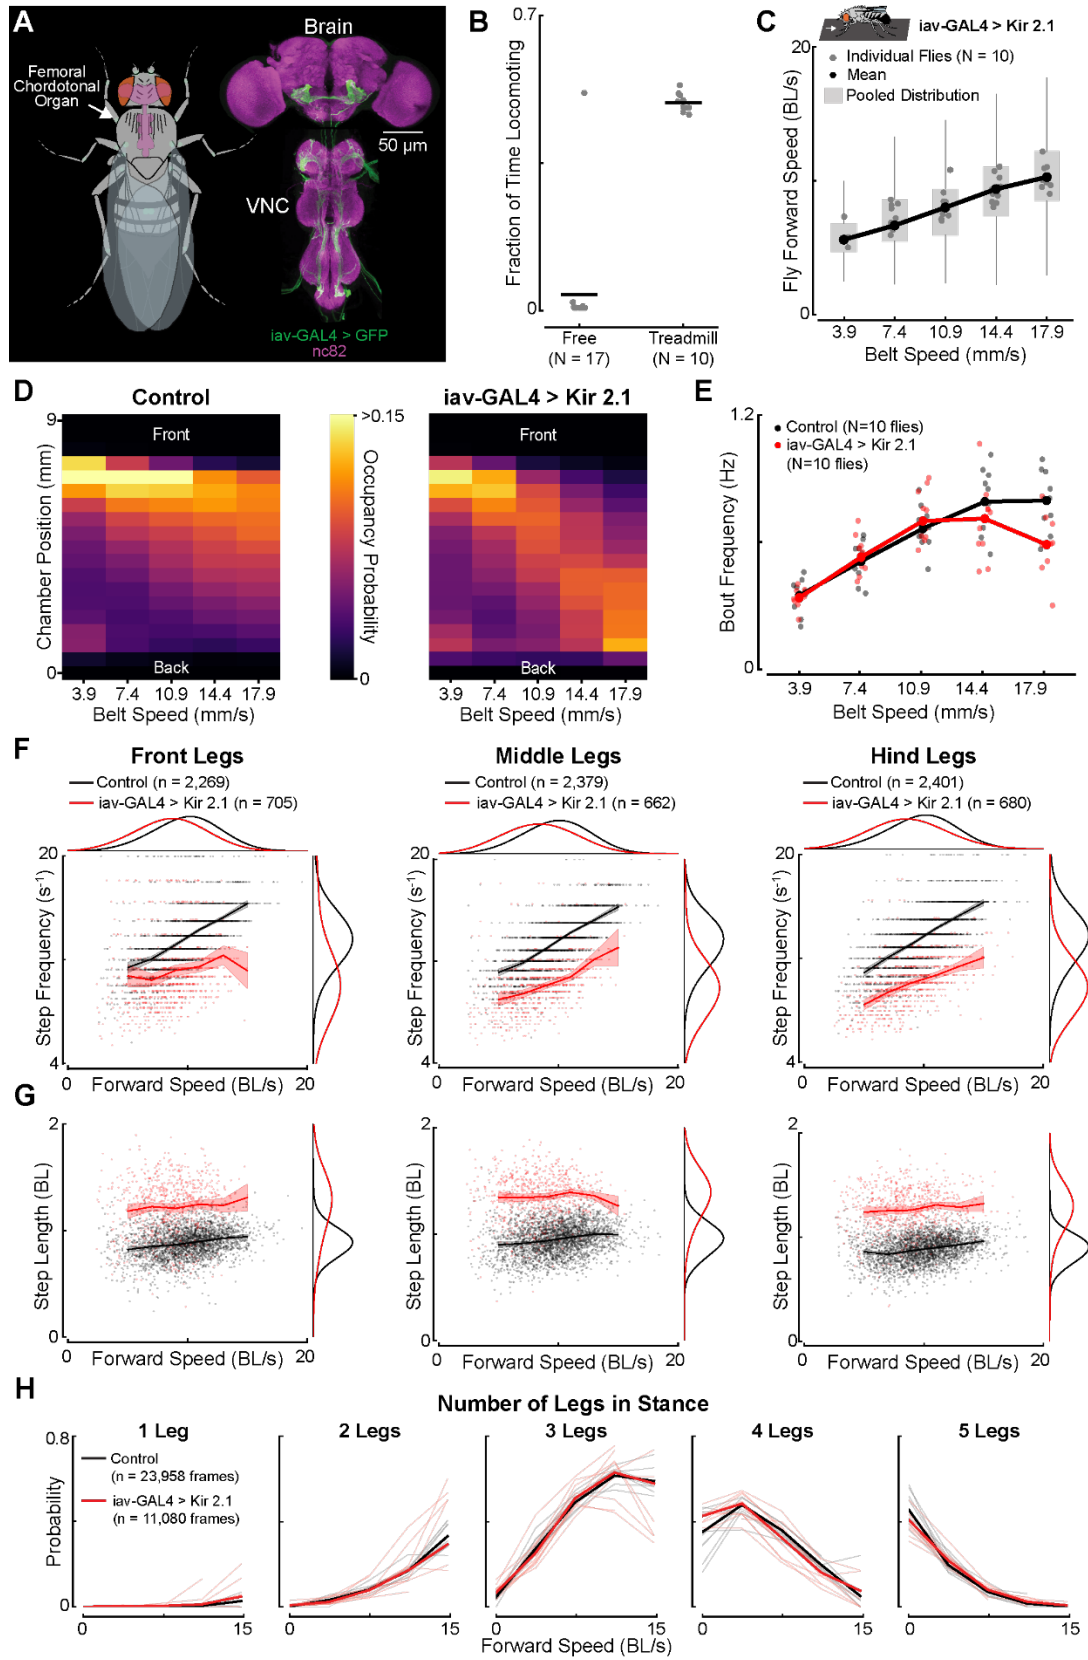 A
Brain
Femoral
Chordotonal
Organ
50 µm
VNC
iav-GAL4 > GFP
nc82
B
0.7
Fraction of Time Locomoting
0
Free
(N = 17)
Treadmill
(N = 10)
C
iav-GAL4 > Kir 2.1
20
Individual Flies (N = 10)
Mean
Pooled Distribution
Fly Forward Speed (BL/s)
0
3.9 7.4 10.9 14.4 17.9
Belt Speed (mm/s)
D
Control
9
Front
Chamber Position (mm)
Back
0
3.9 7.4 10.9 14.4 17.9
Belt Speed (mm/s)
>0.15
Occupancy Probability
0
iav-GAL4 > Kir 2.1
Front
Back
3.9 7.4 10.9 14.4 17.9
Belt Speed (mm/s)
E
1.2
Control (N=10 flies)
iav-GAL4 > Kir 2.1
(N=10 flies)
Bout Frequency (Hz)
0
3.9 7.4 10.9 14.4 17.9
Belt Speed (mm/s)
F
Front Legs
Control (n = 2,269)
iav-GAL4 > Kir 2.1 (n = 705)
20
Step Frequency (s⁻¹)
4
0 Forward Speed (BL/s) 20
Middle Legs
Control (n = 2,379)
iav-GAL4 > Kir 2.1 (n = 662)
20
Step Frequency (s⁻¹)
4
0 Forward Speed (BL/s) 20
Hind Legs
Control (n = 2,401)
iav-GAL4 > Kir 2.1 (n = 680)
20
Step Frequency (s⁻¹)
4
0 Forward Speed (BL/s) 20
G
2
Step Length (BL)
0
0 Forward Speed (BL/s) 20
2
Step Length (BL)
0
0 Forward Speed (BL/s) 20
2
Step Length (BL)
0
0 Forward Speed (BL/s) 20
H
Number of Legs in Stance
1 Leg 2 Legs 3 Legs 4 Legs 5 Legs
0.8
Control
(n = 23,958 frames)
iav-GAL4 > Kir 2.1
(n = 11,080 frames)
Probability
0
0 15 0 15 0 15 0 15 0 15
Forward Speed (BL/s)